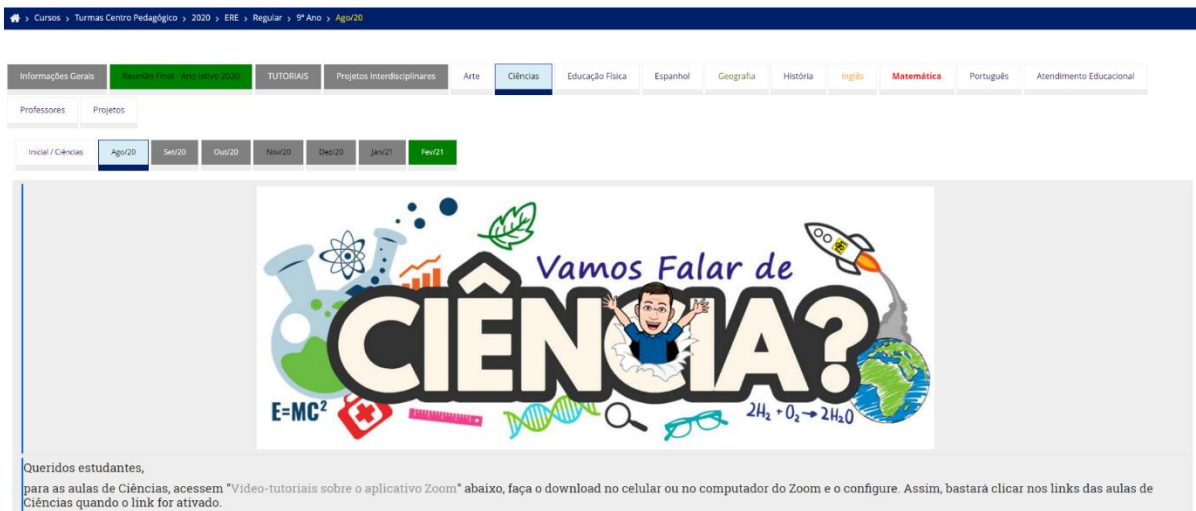 > Cursos > Turmas Centro Pedagógico > 2020 > ERE > Regular > 9º Ano > Ago/20
Informações Gerais Reunião Final - Ano letivo 2020 TUTORIAIS Projetos Interdisciplinares Arte Ciências Educação Física Espanhol Geografia História Inglês Matemática Português Atendimento Educacional
Professores Projetos
Inicial / Ciências Ago/20 Set/20 Out/20 Nov/20 Dez/20 Jan/21 Fev/21
Vamos Falar de
CIÊNCIA?
E=MC²
2H₂ + O₂ → 2H₂O
Queridos estudantes,
para as aulas de Ciências, acessem "Vídeo-tutoriais sobre o aplicativo Zoom" abaixo, faça o download no celular ou no computador do Zoom e o configure. Assim, bastará clicar nos links das aulas de
Ciências quando o link for ativado.